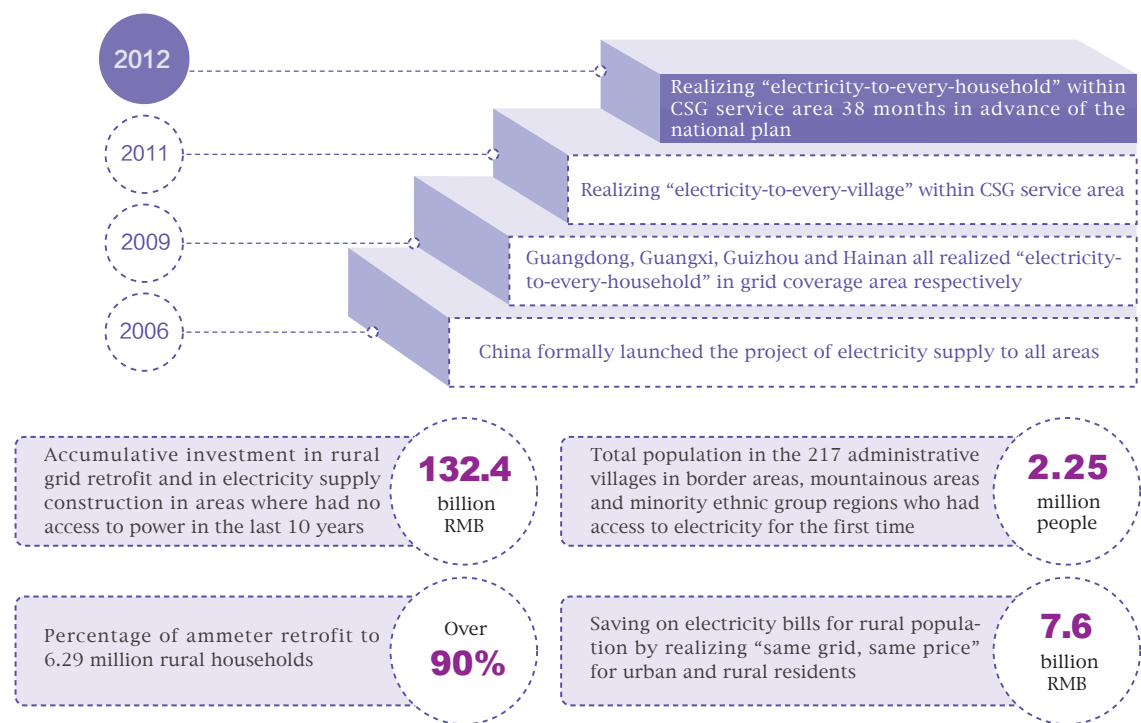 2012
Realizing “electricity-to-every-household” within
CSG service area 38 months in advance of the
national plan
2011
Realizing “electricity-to-every-village” within CSG service area
2009
Guangdong, Guangxi, Guizhou and Hainan all realized “electricity-
to-every-household” in grid coverage area respectively
2006
China formally launched the project of electricity supply to all areas
Accumulative investment in rural
grid retrofit and in electricity supply
construction in areas where had no
access to power in the last 10 years
132.4
billion
RMB
Total population in the 217 administrative
villages in border areas, mountainous areas
and minority ethnic group regions who had
access to electricity for the first time
2.25
million
people
Percentage of ammeter retrofit to
6.29 million rural households
Over
90%
Saving on electricity bills for rural popula-
tion by realizing “same grid, same price”
for urban and rural residents
7.6
billion
RMB